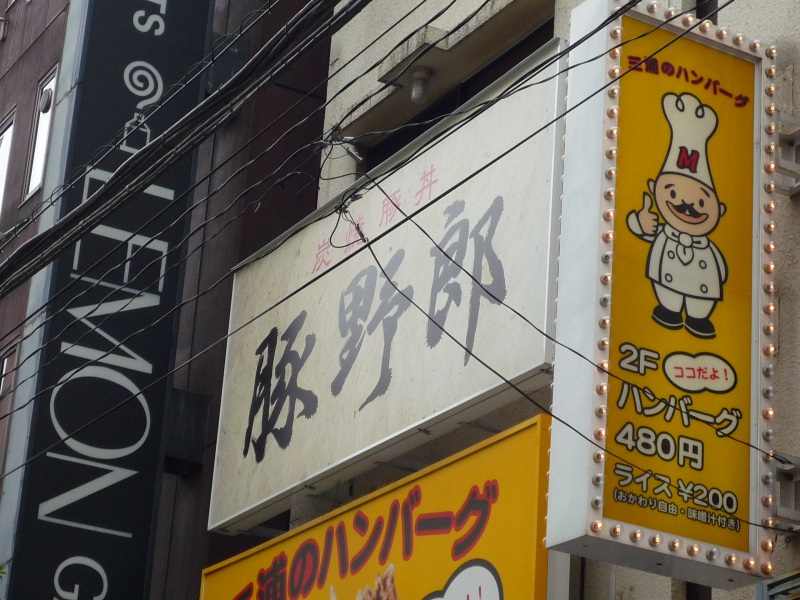 TS
LEMON
G
炭焼豚丼
豚野郎
三浦のハンバーグ
M
2F
ココだよ!
ハンバーグ
480円
ライス ¥200
(おかわり自由・味噌汁付き)
三浦のハンバーグ